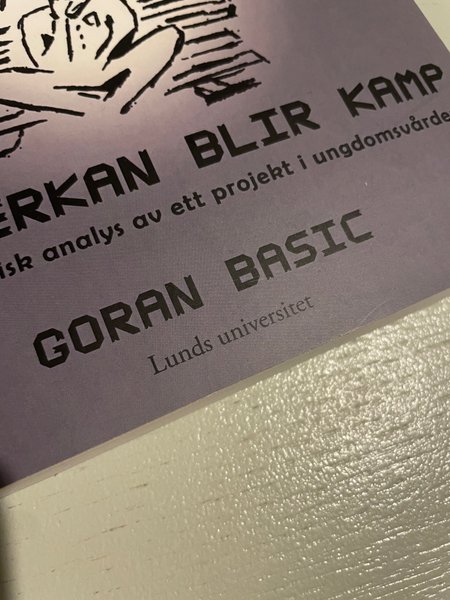 ERKAN BLIR KAMP
isk analys av ett projekt i ungdomsvårde
GORAN BASIC
Lunds universitet